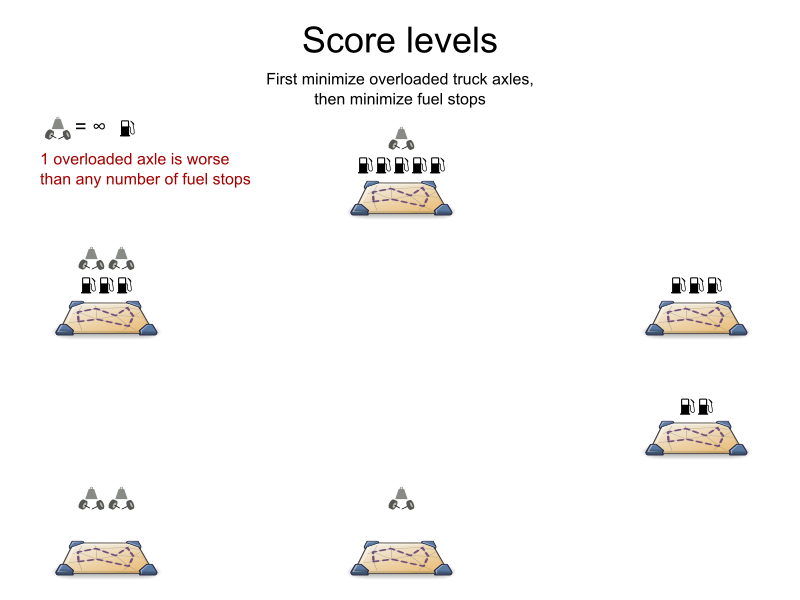 Score levels
First minimize overloaded truck axles,
then minimize fuel stops
= ∞
1 overloaded axle is worse
than any number of fuel stops